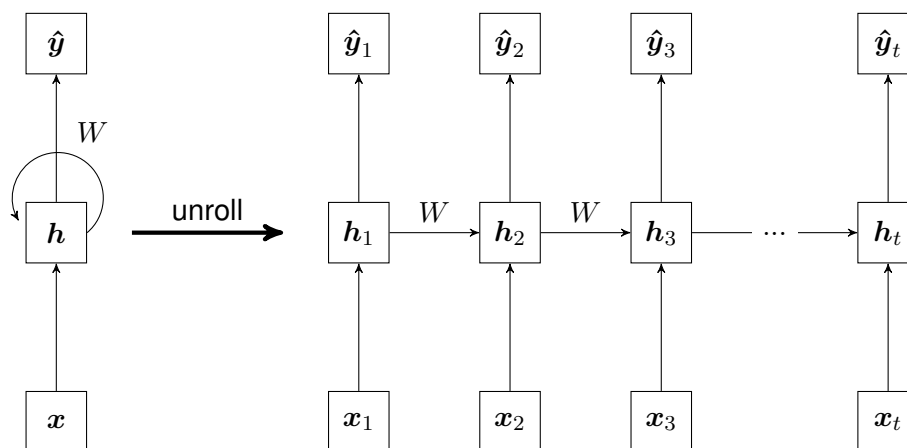 ŷ ŷ₁ ŷ₂ ŷ₃ ŷₜ
W
unroll
h h₁ W h₂ W h₃ ... hₜ
x x₁ x₂ x₃ xₜ